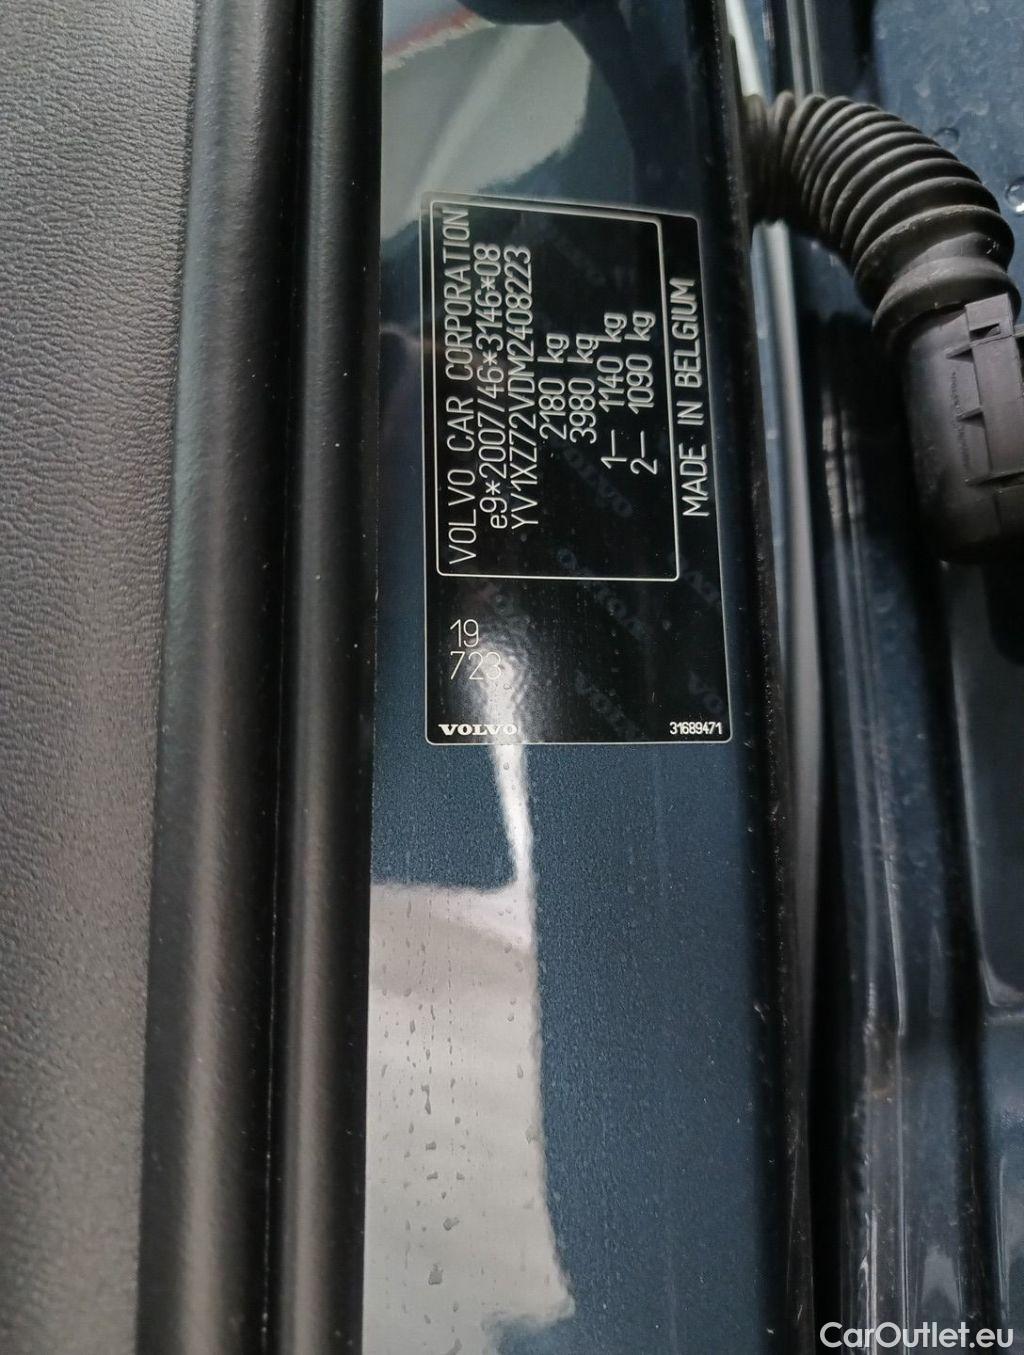 VOLVO CAR CORPORATION
e9*2007/46*3146*08
YV1XZ72VDM2408223
2180 kg
3980 kg
1– 1140 kg
2– 1090 kg
MADE IN BELGIUM
19
723
VOLVO
31689471
CarOutlet.eu